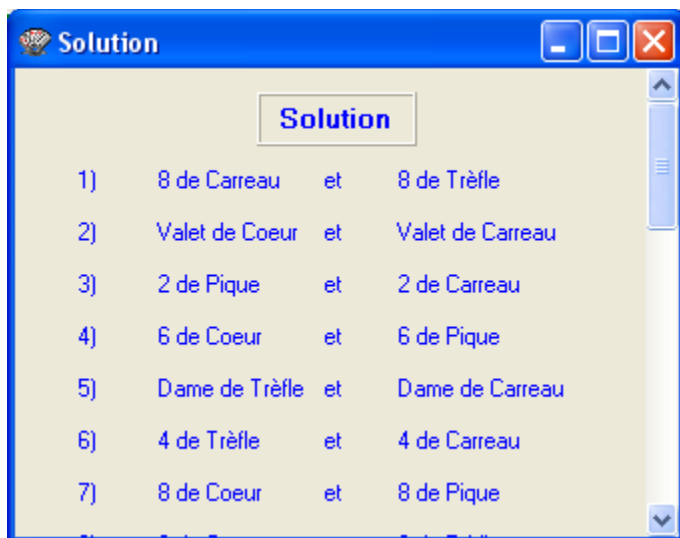 Solution
Solution
1) 8 de Carreau et 8 de Trèfle
2) Valet de Coeur et Valet de Carreau
3) 2 de Pique et 2 de Carreau
4) 6 de Coeur et 6 de Pique
5) Dame de Trèfle et Dame de Carreau
6) 4 de Trèfle et 4 de Carreau
7) 8 de Coeur et 8 de Pique